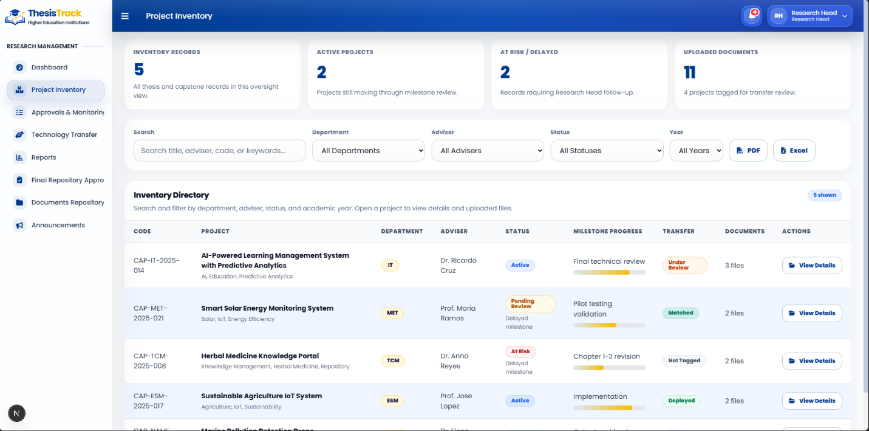 ThesisTrack
Higher Education Institutions
Project Inventory
4
RH
Research Head
Research Head
RESEARCH MANAGEMENT
Dashboard
Project Inventory
Approvals & Monitoring
Technology Transfer
Reports
Final Repository Appro
Documents Repository
Announcements
N
INVENTORY RECORDS
5
All thesis and capstone records in this oversight
view.
ACTIVE PROJECTS
2
Projects still moving through milestone review.
AT RISK / DELAYED
2
Records requiring Research Head follow-up.
UPLOADED DOCUMENTS
11
4 projects tagged for transfer review.
Search
Search title, adviser, code, or keywords...
Department
All Departments
Adviser
All Advisers
Status
All Statuses
Year
All Years
PDF
Excel
Inventory Directory
Search and filter by department, adviser, status, and academic year. Open a project to view details and uploaded files.
5 shown
CODE PROJECT DEPARTMENT ADVISER STATUS MILESTONE PROGRESS TRANSFER DOCUMENTS ACTIONS
CAP-IT-2025-
014
AI-Powered Learning Management System
with Predictive Analytics
AI, Education, Predictive Analytics
IT
Dr. Ricardo
Cruz
Active
Final technical review
Under
Review
3 files
View Details
CAP-MET-
2025-021
Smart Solar Energy Monitoring System
Solar, IoT, Energy Efficiency
MET
Prof. Maria
Ramos
Pending
Review
Delayed
milestone
Pilot testing
validation
Matched
2 files
View Details
CAP-TCM-
2025-008
Herbal Medicine Knowledge Portal
Knowledge Management, Herbal Medicine, Repository
TCM
Dr. Anna
Reyes
At Risk
Delayed
milestone
Chapter 1-3 revision
Not Tagged
2 files
View Details
CAP-ESM-
2025-017
Sustainable Agriculture IoT System
Agriculture, IoT, Sustainability
ESM
Prof. Jose
Lopez
Active
Implementation
Deployed
2 files
View Details